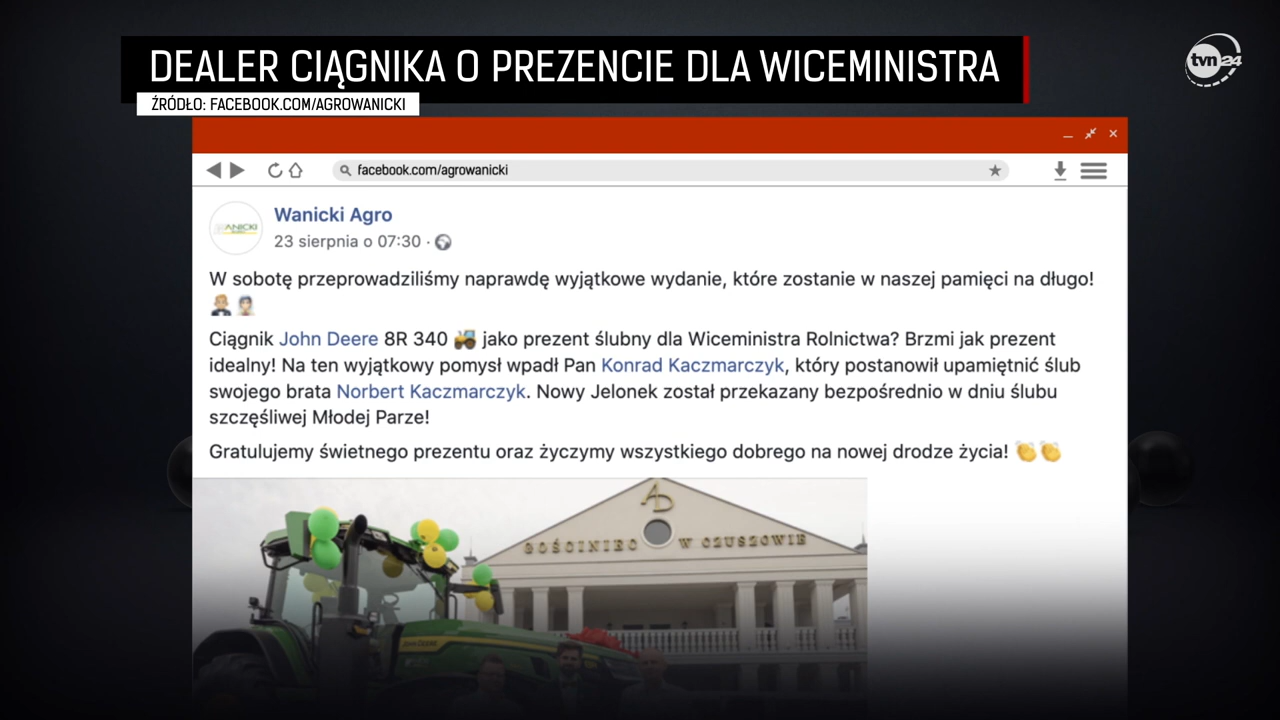 DEALER CIĄGNIKA O PREZENCIE DLA WICEMINISTRA
tvn24
ŹRÓDŁO: FACEBOOK.COM/AGROWANICKI
facebook.com/agrowanicki
WANICKI
Wanicki Agro
23 sierpnia o 07:30 ·
W sobotę przeprowadziliśmy naprawdę wyjątkowe wydanie, które zostanie w naszej pamięci na długo!
Ciągnik John Deere 8R 340 🚜 jako prezent ślubny dla Wiceministra Rolnictwa? Brzmi jak prezent
idealny! Na ten wyjątkowy pomysł wpadł Pan Konrad Kaczmarczyk, który postanowił upamiętnić ślub
swojego brata Norbert Kaczmarczyk. Nowy Jelonek został przekazany bezpośrednio w dniu ślubu
szczęśliwej Młodej Parze!
Gratulujemy świetnego prezentu oraz życzymy wszystkiego dobrego na nowej drodze życia! 👏👏
AD
GOŚCINIEC W CZUSZOWIE
JOHN DEERE